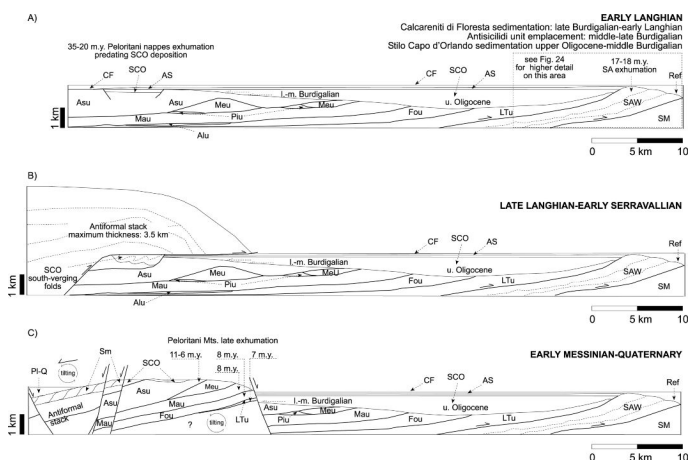 A)
EARLY LANGHIAN
Calcareniti di Floresta sedimentation: late Burdigalian-early Langhian
Antisicilidi unit emplacement: middle-late Burdigalian
Stilo Capo d'Orlando sedimentation upper Oligocene-middle Burdigalian
35-20 m.y. Peloritani nappes exhumation
predating SCO deposition
see Fig. 24
for higher detail
on this area
17-18 m.y.
SA exhumation
Ref
CF
SCO
AS
CF
SCO
AS
l.-m. Burdigalian
u. Oligocene
SAW
Asu
Asu
Meu
Meu
Mau
Piu
Fou
LTu
SM
Alu
1 km
0 5 km 10
B)
LATE LANGHIAN-EARLY SERRAVALLIAN
Antiformal stack
maximum thickness: 3.5 km
CF
SCO
AS
Ref
l.-m. Burdigalian
u. Oligocene
SAW
SCO
south-verging
folds
Asu
Asu
Meu
MeU
Mau
Piu
Fou
LTu
SM
Alu
1 km
0 5 km 10
C)
EARLY MESSINIAN-QUATERNARY
Peloritani Mts. late exhumation
11-6 m.y.
8 m.y.
7 m.y.
8 m.y.
Pl-Q
tilting
Sm
SCO
CF
SCO
AS
Ref
Antiformal
stack
Asu
Asu
Meu
Mau
Mau
Fou
?
tilting
LTu
l.-m. Burdigalian
u. Oligocene
SAW
Asu
Meu
Mau
Piu
Fou
LTu
SM
1 km
0 5 km 10